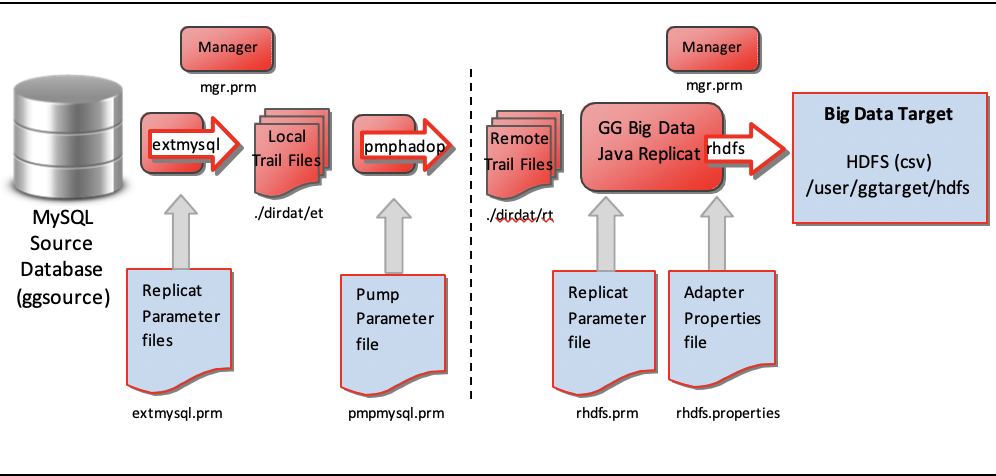 Manager
mgr.prm
Manager
mgr.prm
extmysql
Local
Trail Files
./dirdat/et
pmphadop
Remote
Trail Files
./dirdat/rt
GG Big Data
Java Replicat
rhdfs
Big Data Target
HDFS (csv)
/user/ggtarget/hdfs
MySQL
Source
Database
(ggsource)
Replicat
Parameter
files
extmysql.prm
Pump
Parameter
file
pmpmysql.prm
Replicat
Parameter
file
rhdfs.prm
Adapter
Properties
file
rhdfs.properties